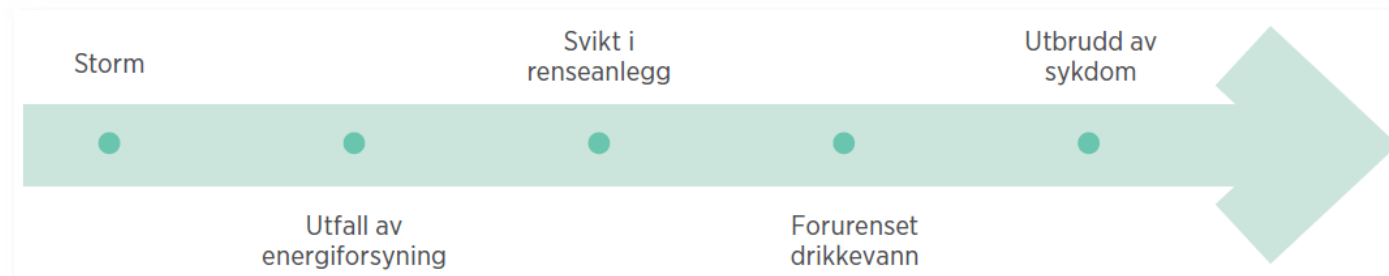 Storm
Utfall av
energiforsyning
Svikt i
renseanlegg
Forurenset
drikkevann
Utbrudd av
sykdom